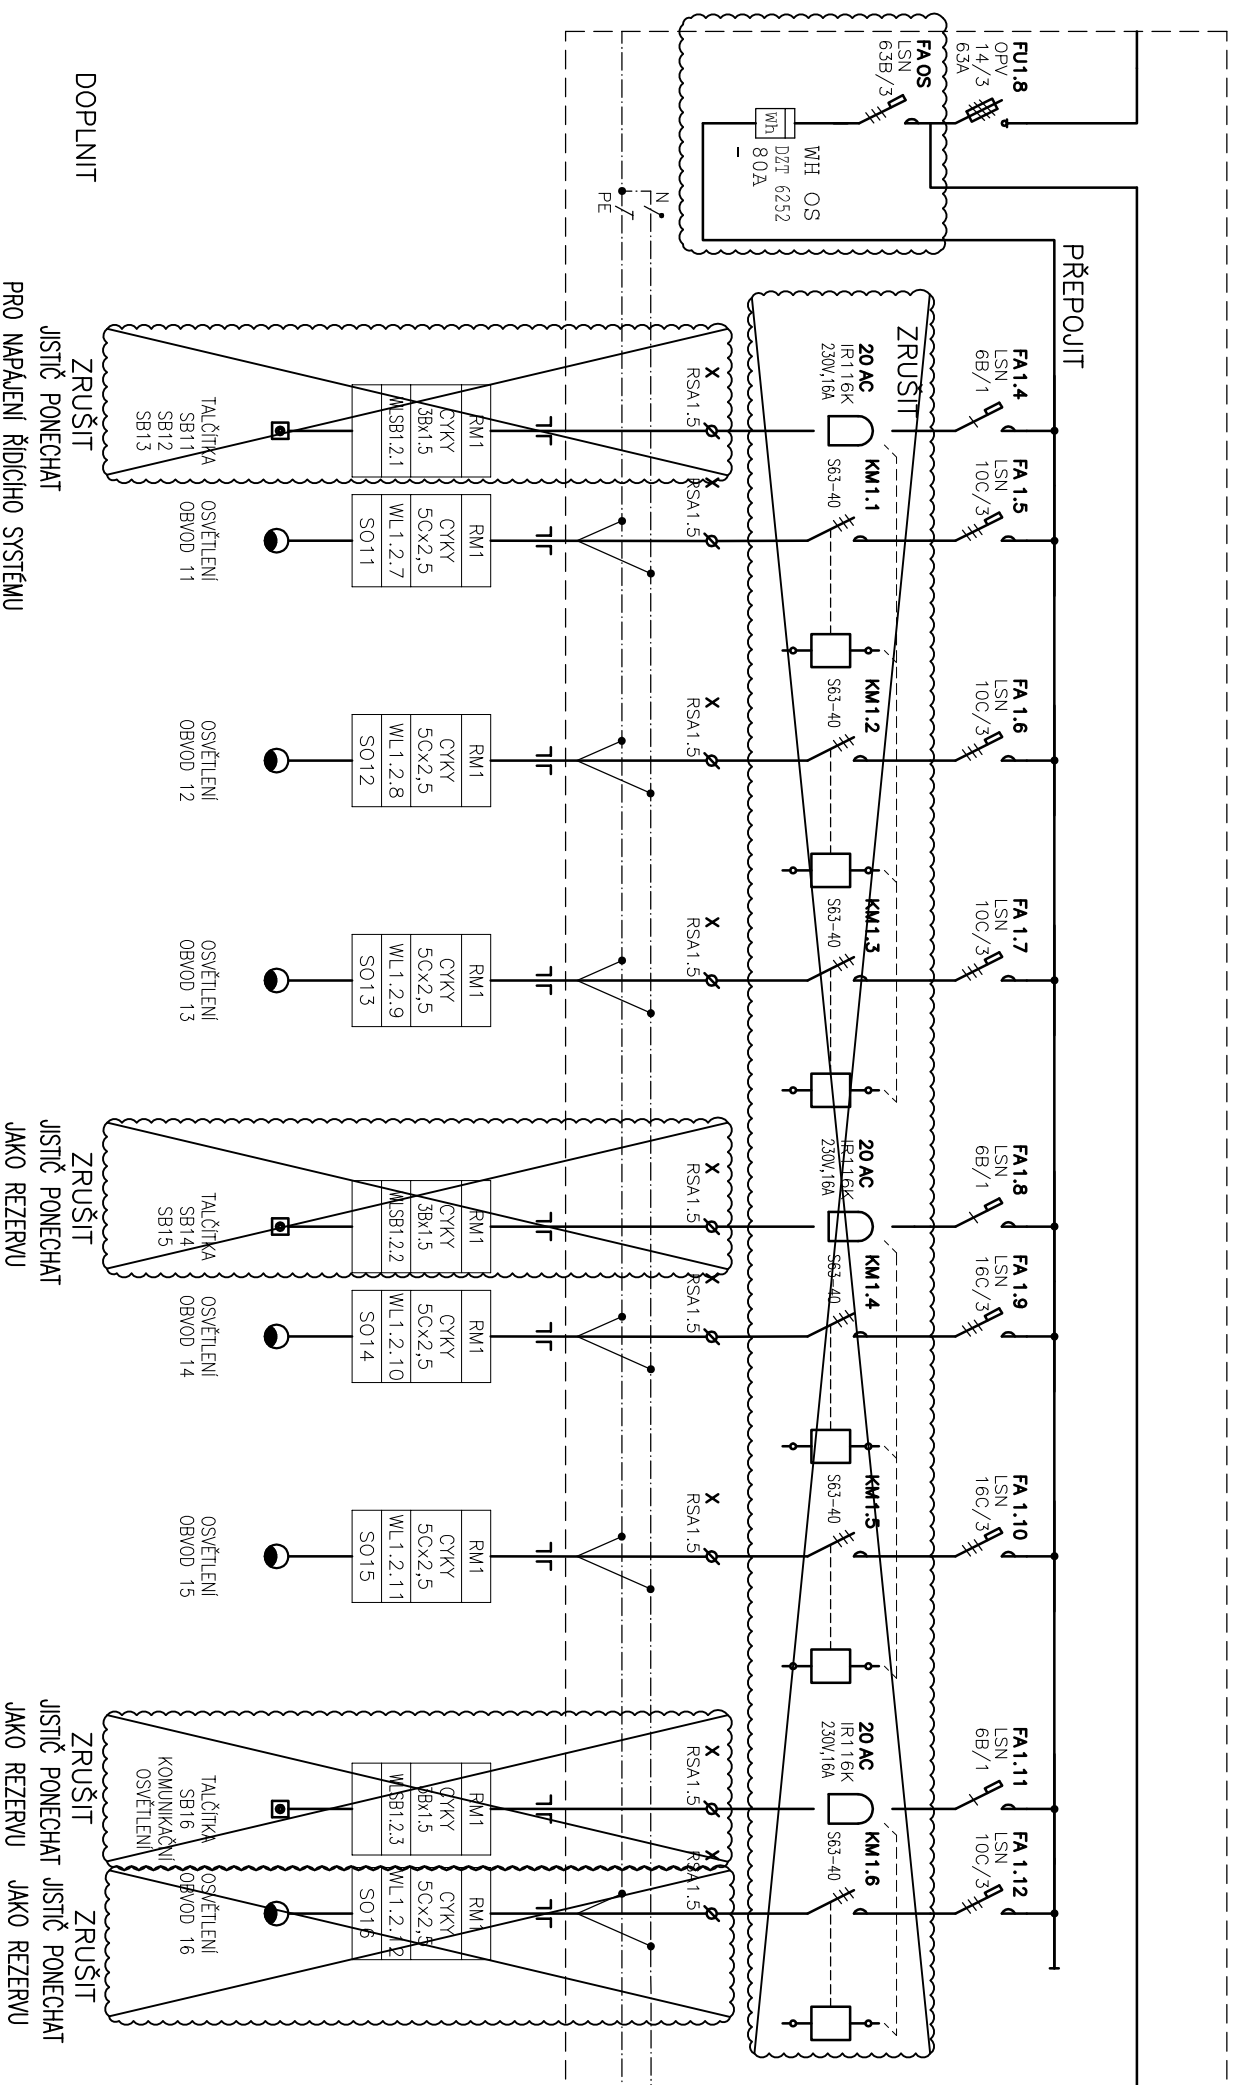 FU1.8
OPV
14/3
63A
FA OS
LSN
63B/3
Wh
WH OS
DZT 6252
80A
-
DOPLNIT
N
PE
PŘEPOJIT
ZRUŠIT
FA1.4
LSN
6B/1
20 AC
IR116K
230V,16A
X
RSA1.5
RM1
CYKY
3Bx1.5
WLSB1.2.1
TALČÍTKA
SB11
SB12
SB13
ZRUŠIT
JISTIČ PONECHAT
PRO NAPÁJENÍ ŘÍDICÍHO SYSTÉMU
FA 1.5
LSN
10C/3
KM1.1
S63-40
X
RSA1.5
RM1
CYKY
5Cx2,5
WL1.2.7
SO11
OSVĚTLENÍ
OBVOD 11
FA 1.6
LSN
10C/3
KM1.2
S63-40
X
RSA1.5
RM1
CYKY
5Cx2,5
WL1.2.8
SO12
OSVĚTLENÍ
OBVOD 12
FA 1.7
LSN
10C/3
KM1.3
S63-40
X
RSA1.5
RM1
CYKY
5Cx2,5
WL1.2.9
SO13
OSVĚTLENÍ
OBVOD 13
FA1.8
LSN
6B/1
20 AC
IR116K
230V,16A
X
RSA1.5
RM1
CYKY
3Bx1.5
WLSB1.2.2
TALČÍTKA
SB14
SB15
ZRUŠIT
JISTIČ PONECHAT
JAKO REZERVU
FA 1.9
LSN
16C/3
KM1.4
S63-40
X
RSA1.5
RM1
CYKY
5Cx2,5
WL1.2.10
SO14
OSVĚTLENÍ
OBVOD 14
FA 1.10
LSN
16C/3
KM1.5
S63-40
X
RSA1.5
RM1
CYKY
5Cx2,5
WL1.2.11
SO15
OSVĚTLENÍ
OBVOD 15
FA1.11
LSN
6B/1
20 AC
IR116K
230V,16A
X
RSA1.5
RM1
CYKY
3Bx1.5
WLSB1.2.3
TALČÍTKA
SB16
KOMUNIKAČNÍ
OSVĚTLENÍ
ZRUŠIT
JISTIČ PONECHAT
JAKO REZERVU
FA 1.12
LSN
10C/3
KM1.6
S63-40
X
RSA1.5
RM1
CYKY
5Cx2,5
WL1.2.12
SO16
OSVĚTLENÍ
OBVOD 16
ZRUŠIT
JISTIČ PONECHAT
JAKO REZERVU